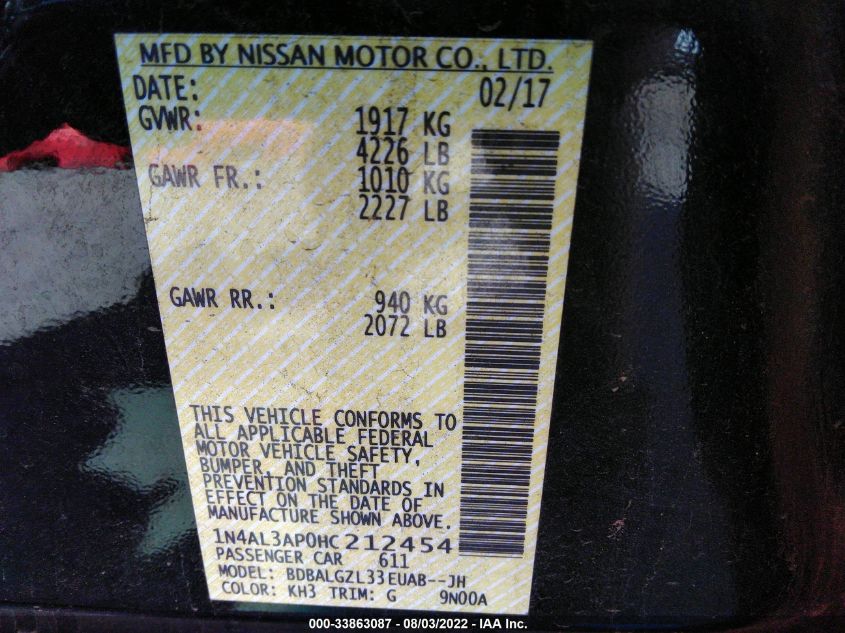 MFD BY NISSAN MOTOR CO., LTD.
DATE: 02/17
GVWR: 1917 KG
4226 LB
GAWR FR.: 1010 KG
2227 LB
GAWR RR.: 940 KG
2072 LB
THIS VEHICLE CONFORMS TO
ALL APPLICABLE FEDERAL
MOTOR VEHICLE SAFETY,
BUMPER, AND THEFT
PREVENTION STANDARDS IN
EFFECT ON THE DATE OF
MANUFACTURE SHOWN ABOVE.
1N4AL3AP0HC212454
PASSENGER CAR 611
MODEL: BDBALGZL33EUAB--JH
COLOR: KH3 TRIM: G 9N00A
000-33863087 - 08/03/2022 - IAA Inc.